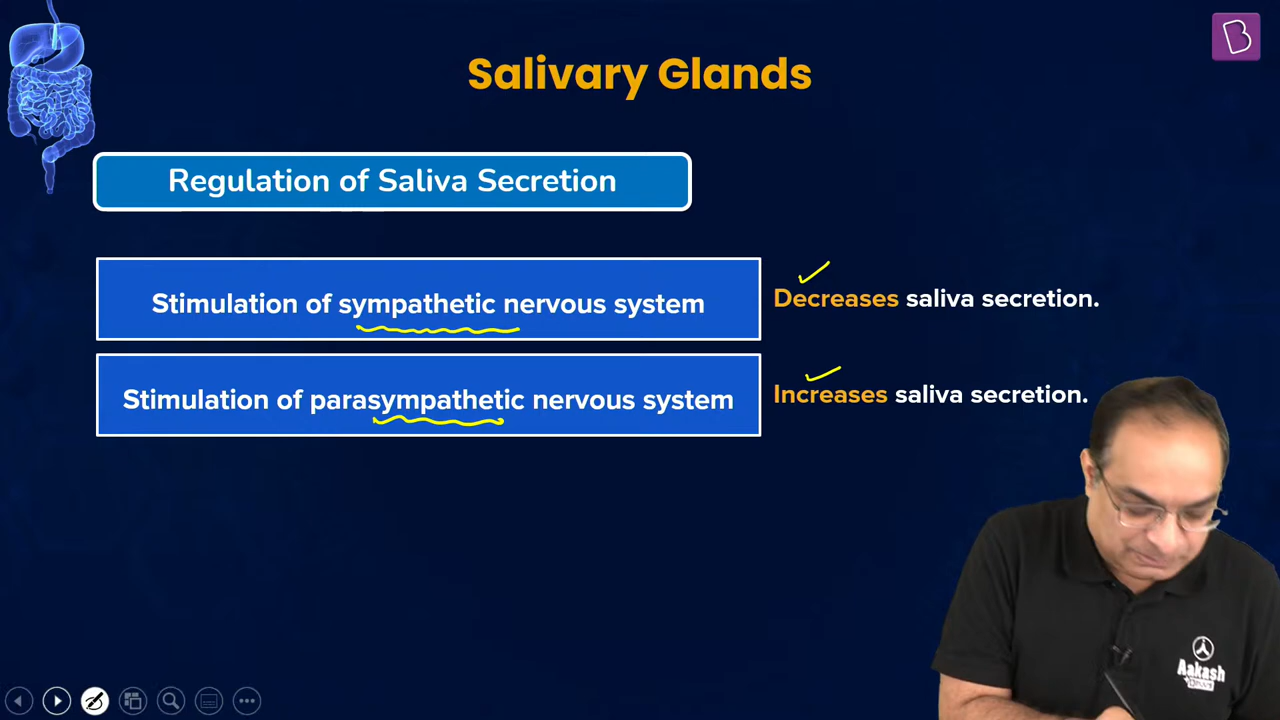 Salivary Glands
Regulation of Saliva Secretion
Stimulation of sympathetic nervous system
Decreases saliva secretion.
Stimulation of parasympathetic nervous system
Increases saliva secretion.
Aakash